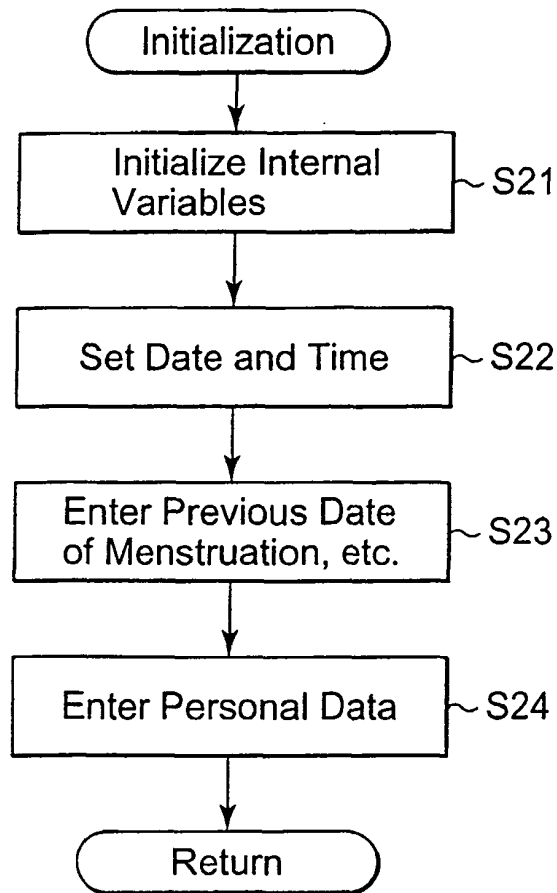 Initialization
Initialize Internal
Variables
S21
Set Date and Time
S22
Enter Previous Date
of Menstruation, etc.
S23
Enter Personal Data
S24
Return